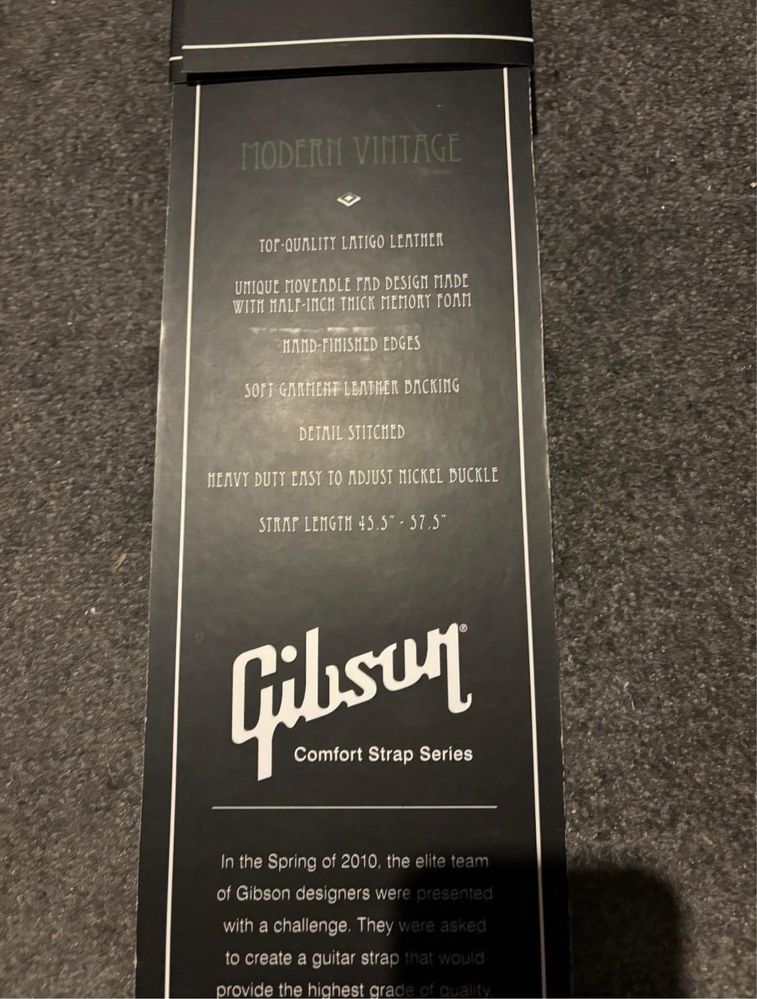 MODERN VINTAGE
TOP-QUALITY LATIGO LEATHER
UNIQUE MOVEABLE PAD DESIGN MADE
WITH HALF-INCH THICK MEMORY FOAM
HAND-FINISHED EDGES
SOFT GARMENT LEATHER BACKING
DETAIL STITCHED
HEAVY DUTY EASY TO ADJUST NICKEL BUCKLE
STRAP LENGTH 45.5" - 57.5"
Gibson®
Comfort Strap Series
In the Spring of 2010, the elite team
of Gibson designers were presented
with a challenge. They were asked
to create a guitar strap that would
provide the highest grade of quality